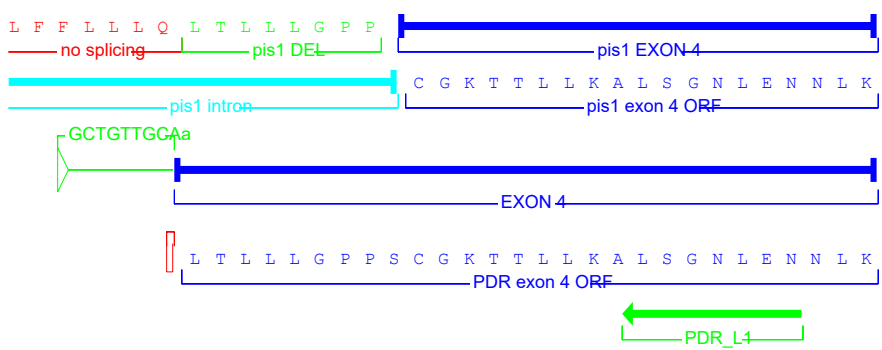 L F F L L L Q L T L L L G P P
no splicing pis1 DEL pis1 EXON 4
C G K T T L L K A L S G N L E N N L K
pis1 intron pis1 exon 4 ORF
GCTGTTGCAa
EXON 4
L T L L L G P P S C G K T T L L K A L S G N L E N N L K
PDR exon 4 ORF
PDR_L1